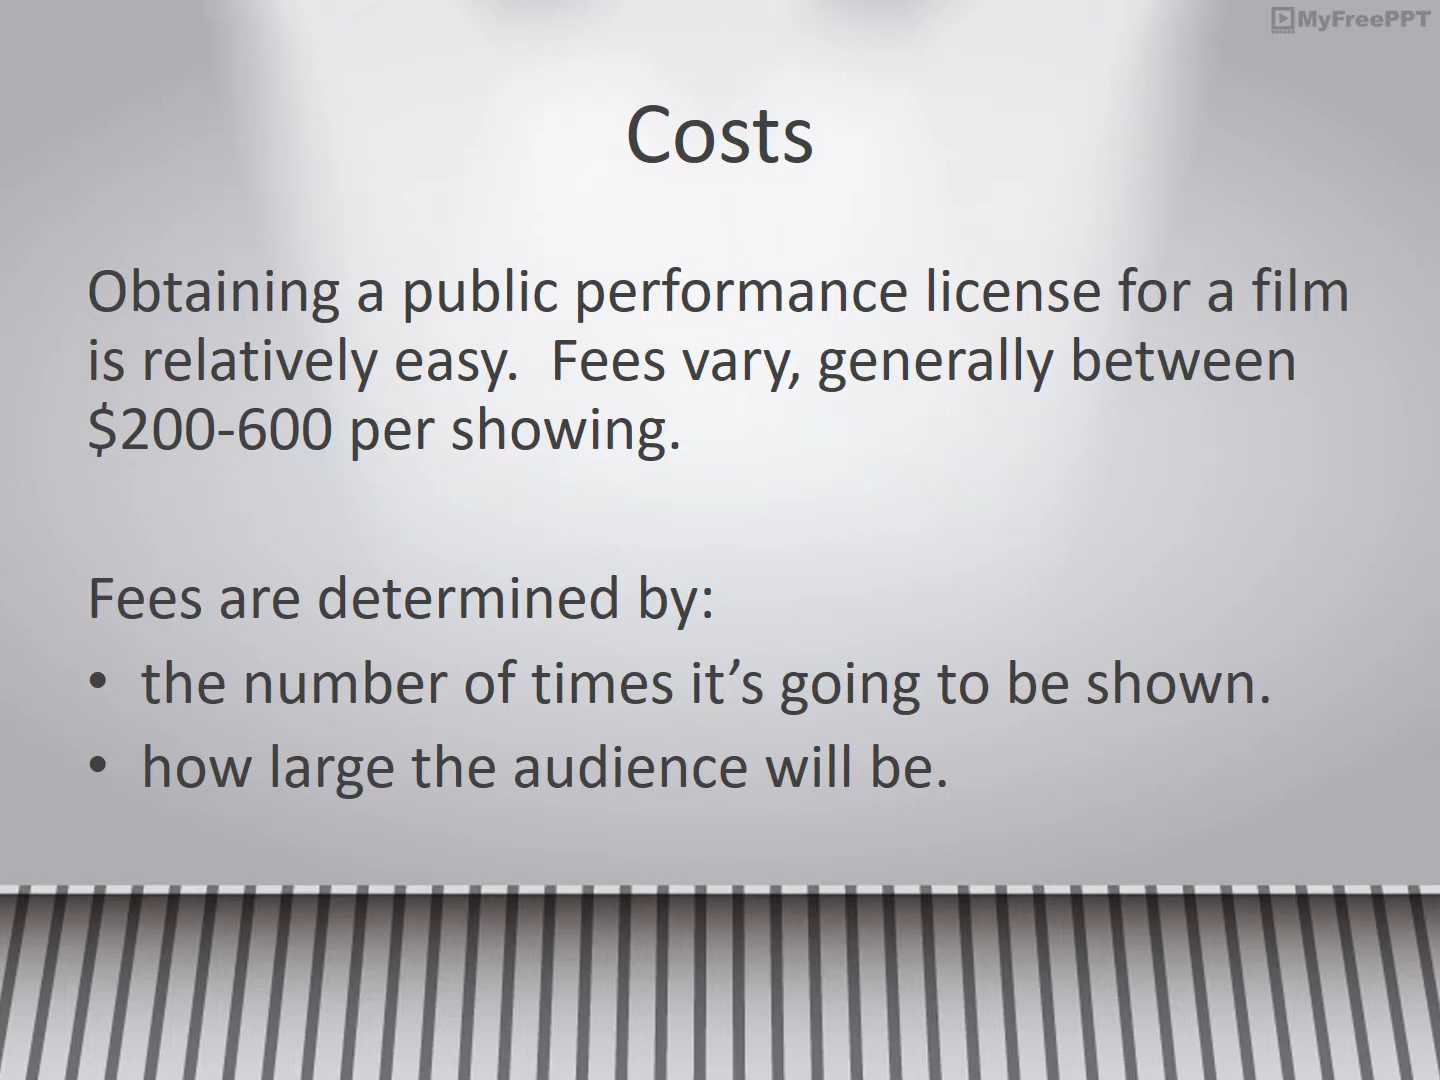 MyFreePPT
Costs
Obtaining a public performance license for a film
is relatively easy.  Fees vary, generally between
$200-600 per showing.
Fees are determined by:
• the number of times it’s going to be shown.
• how large the audience will be.